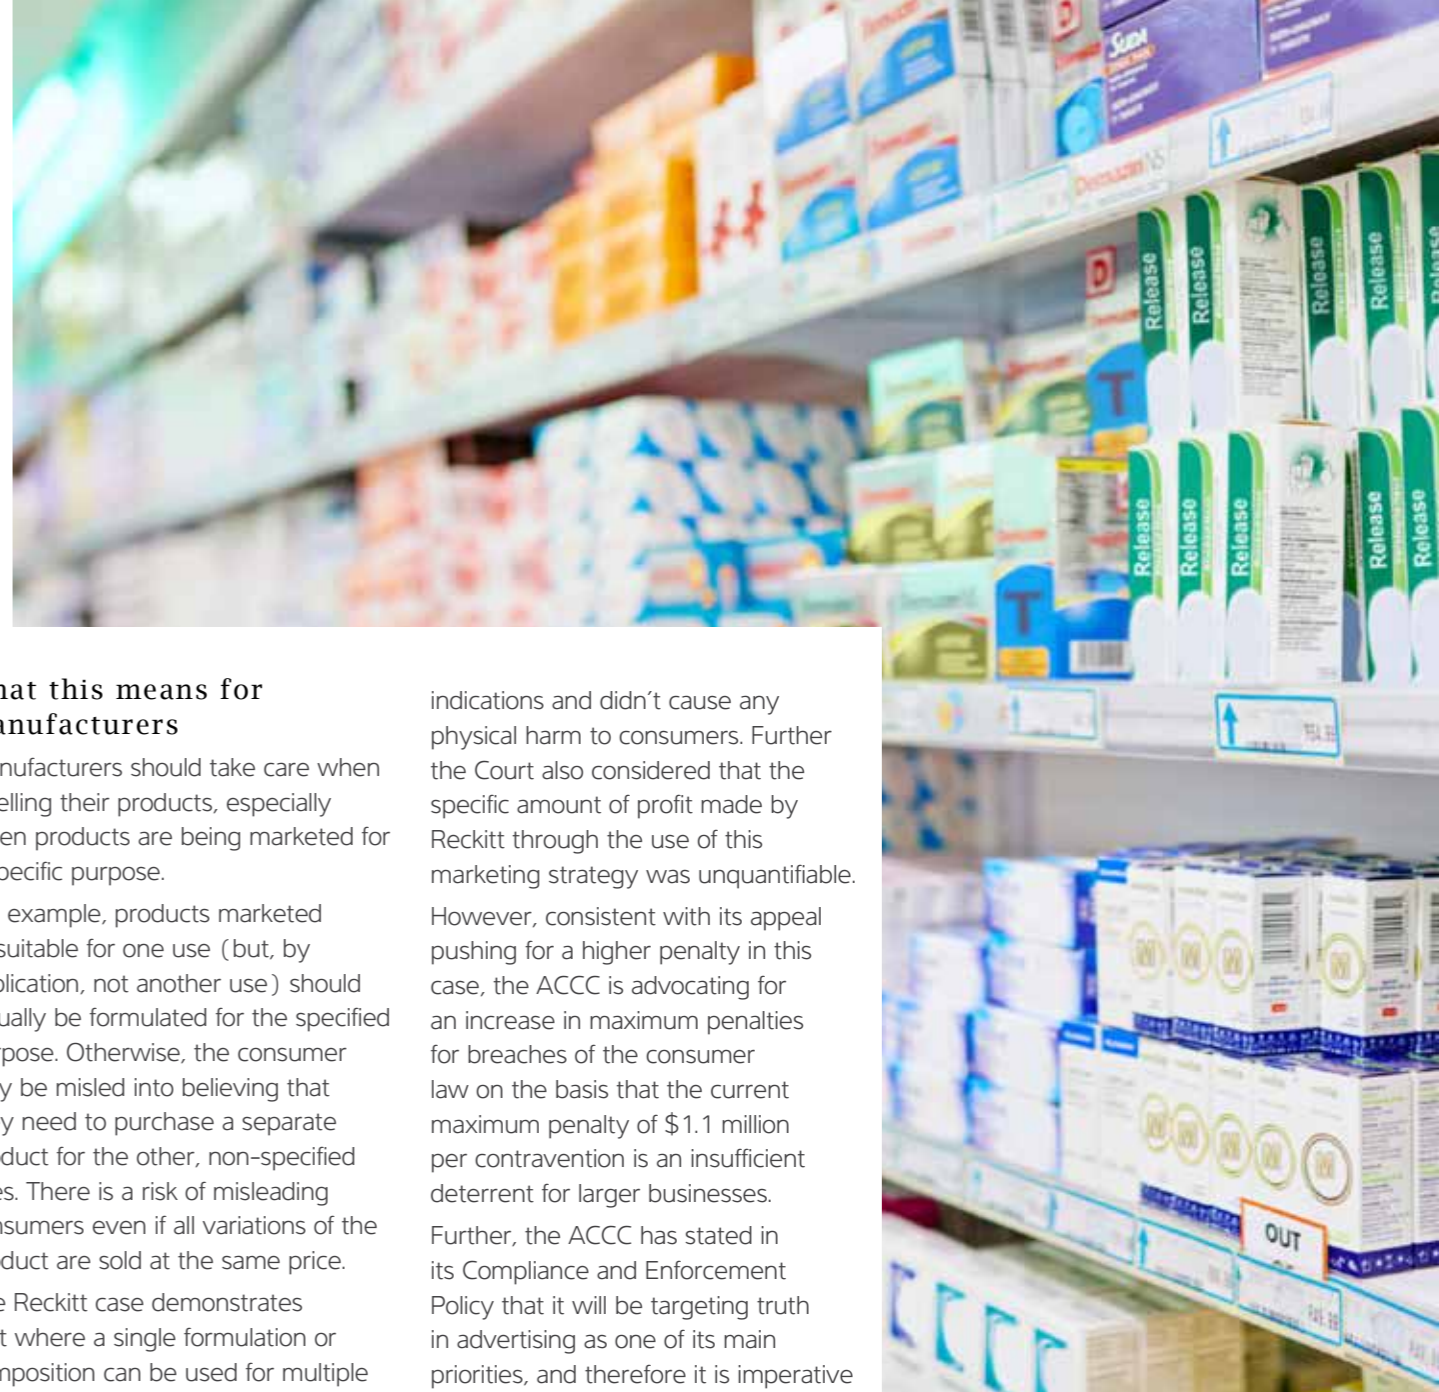 SUDA
Demazin NS
D
Release
Release
Release
Release
Release
T
Release
Release
Release
Release
Release
T
M
M
M
M
M
M
M
M
M
OUT
hat this means for
anufacturers
nufacturers should take care when
elling their products, especially
en products are being marketed for
pecific purpose.
example, products marketed
suitable for one use (but, by
plication, not another use) should
ually be formulated for the specified
rpose. Otherwise, the consumer
y be misled into believing that
y need to purchase a separate
duct for the other, non-specified
es. There is a risk of misleading
nsumers even if all variations of the
duct are sold at the same price.
e Reckitt case demonstrates
t where a single formulation or
mposition can be used for multiple
indications and didn't cause any
physical harm to consumers. Further
the Court also considered that the
specific amount of profit made by
Reckitt through the use of this
marketing strategy was unquantifiable.
However, consistent with its appeal
pushing for a higher penalty in this
case, the ACCC is advocating for
an increase in maximum penalties
for breaches of the consumer
law on the basis that the current
maximum penalty of $1.1 million
per contravention is an insufficient
deterrent for larger businesses.
Further, the ACCC has stated in
its Compliance and Enforcement
Policy that it will be targeting truth
in advertising as one of its main
priorities, and therefore it is imperative